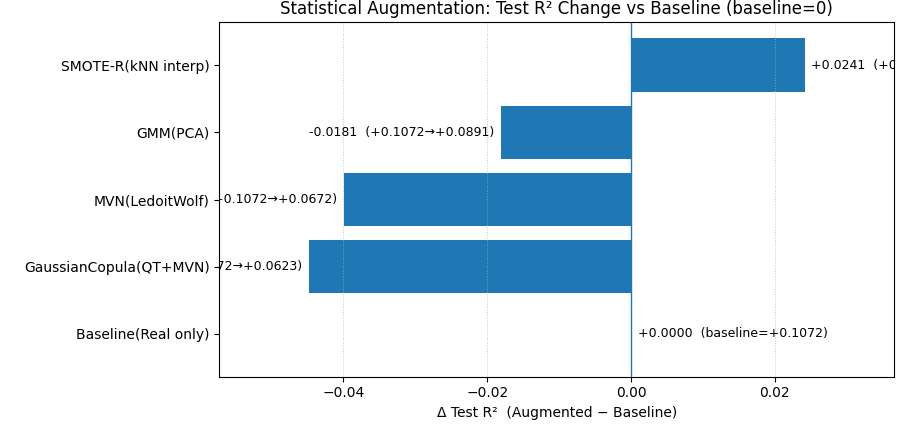 Statistical Augmentation: Test R² Change vs Baseline (baseline=0)
SMOTE-R(kNN interp)
+0.0241 (+0
GMM(PCA)
-0.0181 (+0.1072→+0.0891)
MVN(LedoitWolf)
0.1072→+0.0672)
GaussianCopula(QT+MVN)
72→+0.0623)
Baseline(Real only)
+0.0000 (baseline=+0.1072)
−0.04 −0.02 0.00 0.02
Δ Test R² (Augmented − Baseline)